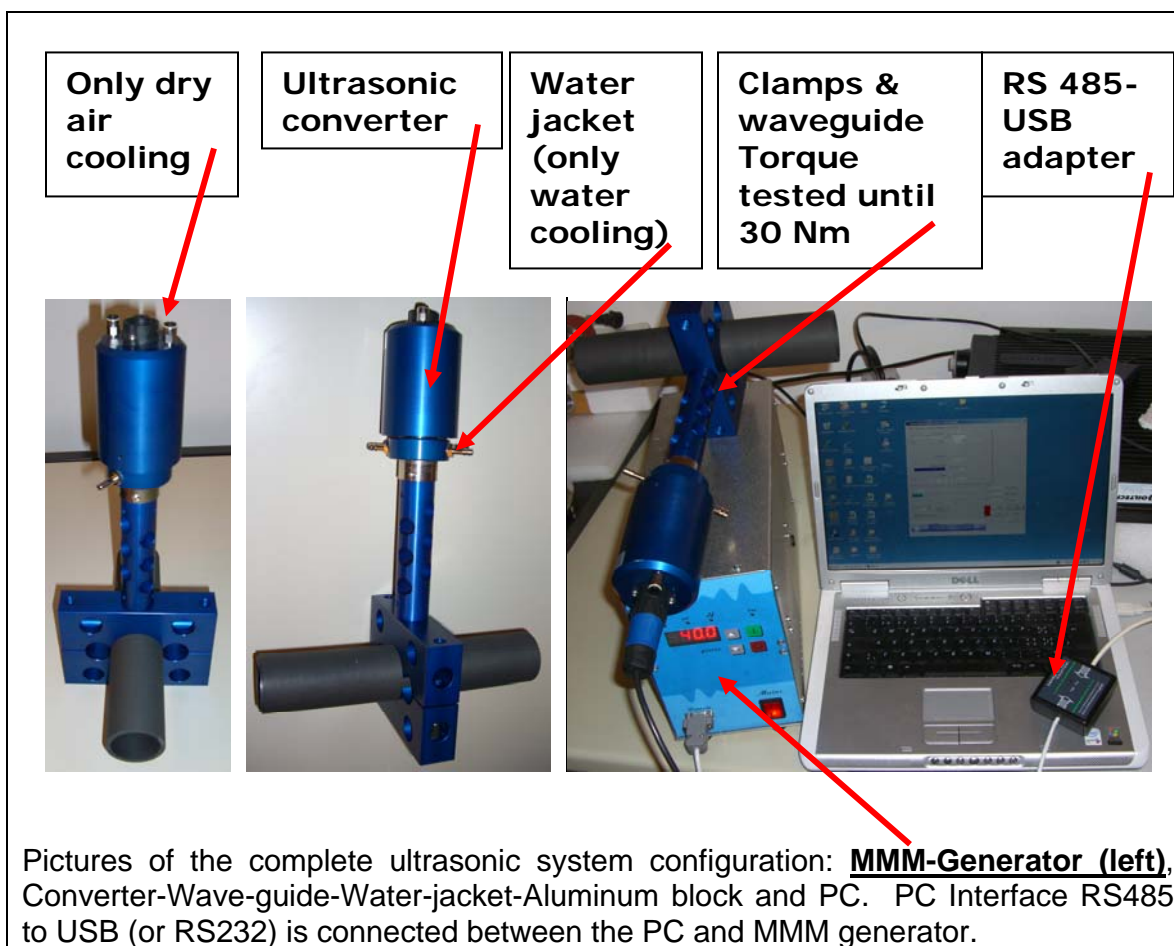 Only dry
air
cooling
Ultrasonic
converter
Water
jacket
(only
water
cooling)
Clamps &
waveguide
Torque
tested until
30 Nm
RS 485-
USB
adapter
40.0
DELL
Pictures of the complete ultrasonic system configuration: MMM-Generator (left),
Converter-Wave-guide-Water-jacket-Aluminum block and PC. PC Interface RS485
to USB (or RS232) is connected between the PC and MMM generator.